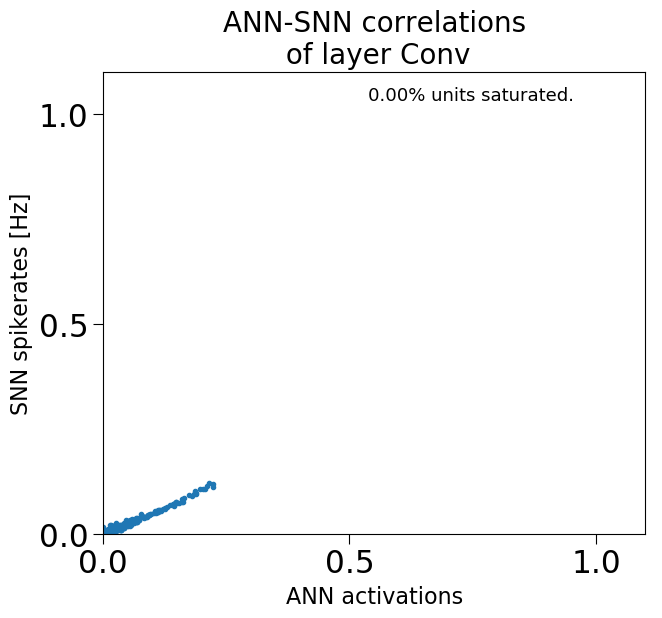 ANN-SNN correlations
of layer Conv
0.00% units saturated.
1.0
0.5
0.0
SNN spikerates [Hz]
0.0 0.5 1.0
ANN activations